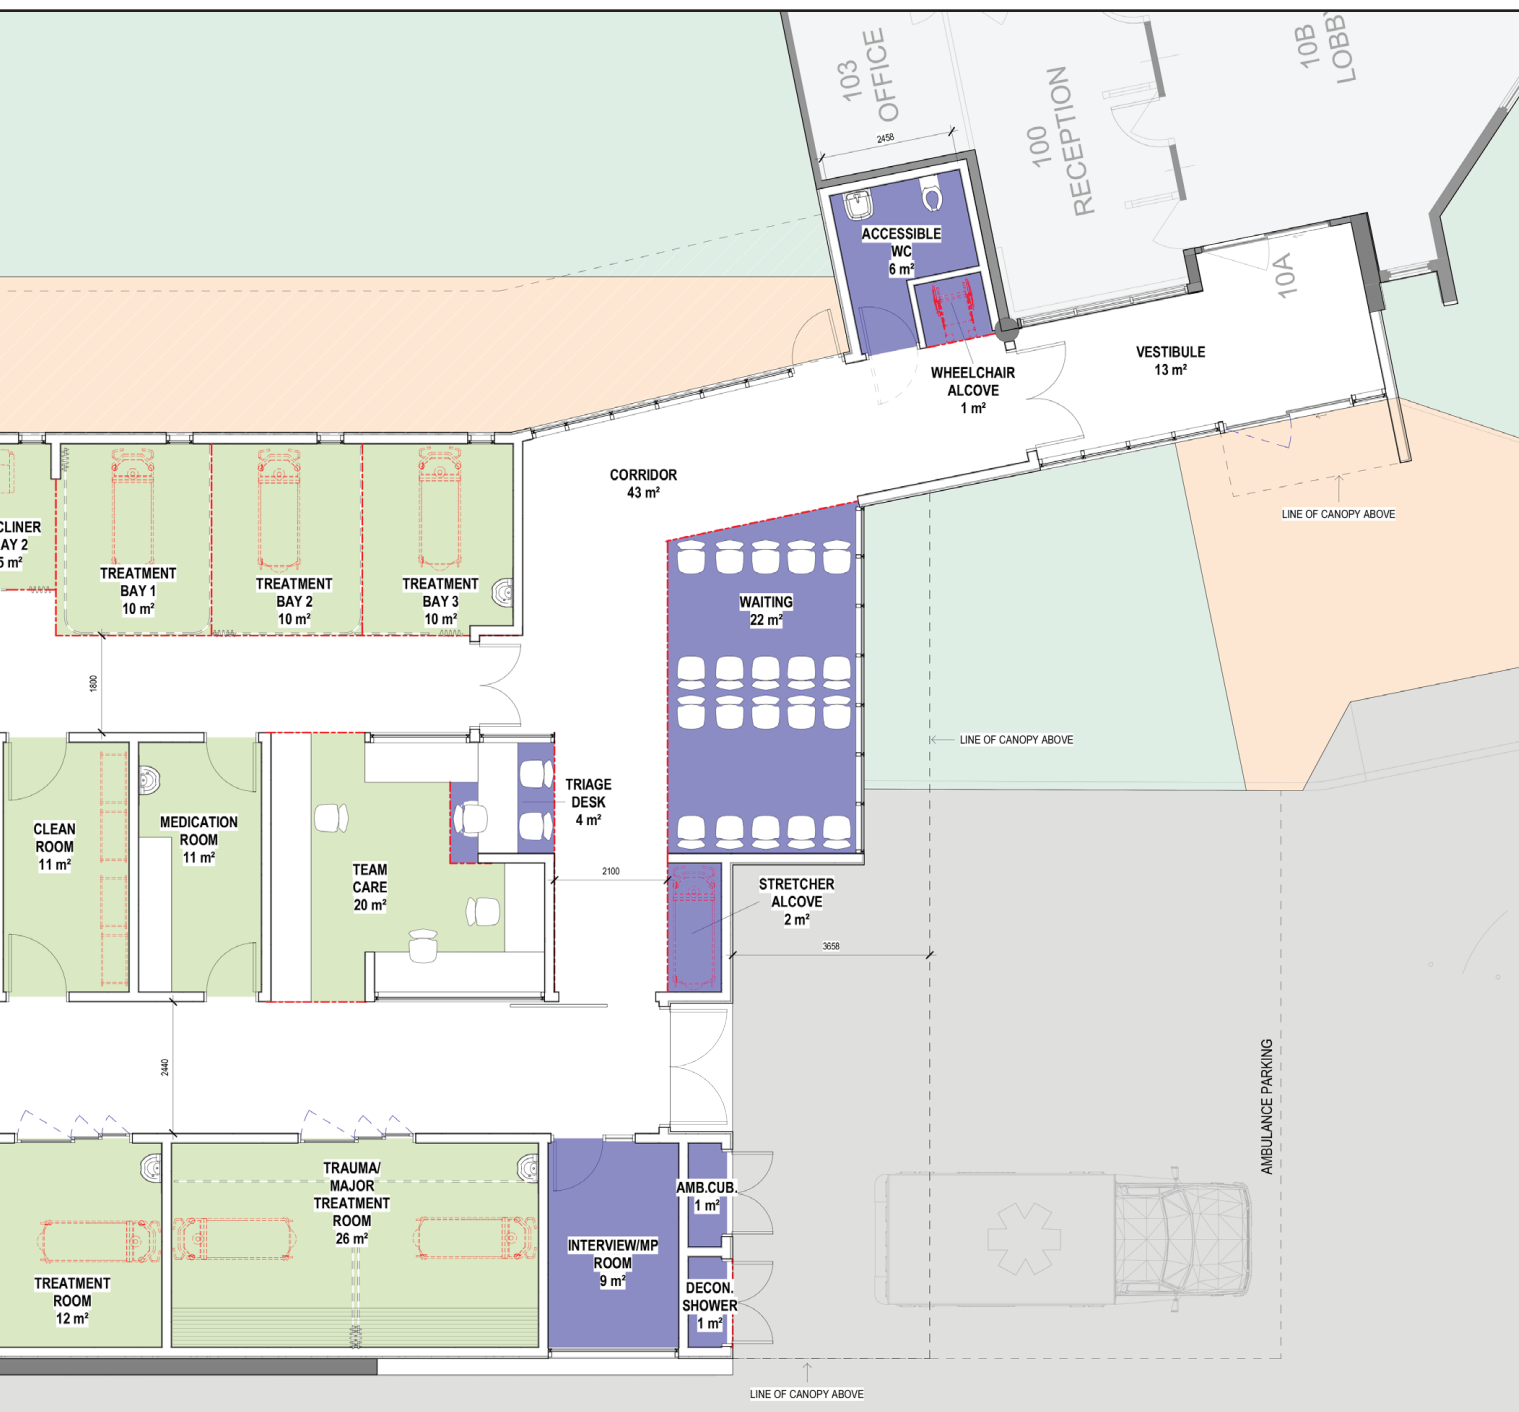 103
OFFICE
100
RECEPTION
10B
LOBBY
10A
2458
ACCESSIBLE
WC
6 m²
WHEELCHAIR
ALCOVE
1 m²
VESTIBULE
13 m²
LINE OF CANOPY ABOVE
CORRIDOR
43 m²
CLINER
AY 2
5 m²
TREATMENT
BAY 1
10 m²
TREATMENT
BAY 2
10 m²
TREATMENT
BAY 3
10 m²
WAITING
22 m²
1800
LINE OF CANOPY ABOVE
TRIAGE
DESK
4 m²
CLEAN
ROOM
11 m²
MEDICATION
ROOM
11 m²
TEAM
CARE
20 m²
2100
STRETCHER
ALCOVE
2 m²
3658
2440
AMBULANCE PARKING
TRAUMA/
MAJOR
TREATMENT
ROOM
26 m²
AMB.CUB.
1 m²
INTERVIEW/MP
ROOM
9 m²
TREATMENT
ROOM
12 m²
DECON.
SHOWER
1 m²
LINE OF CANOPY ABOVE